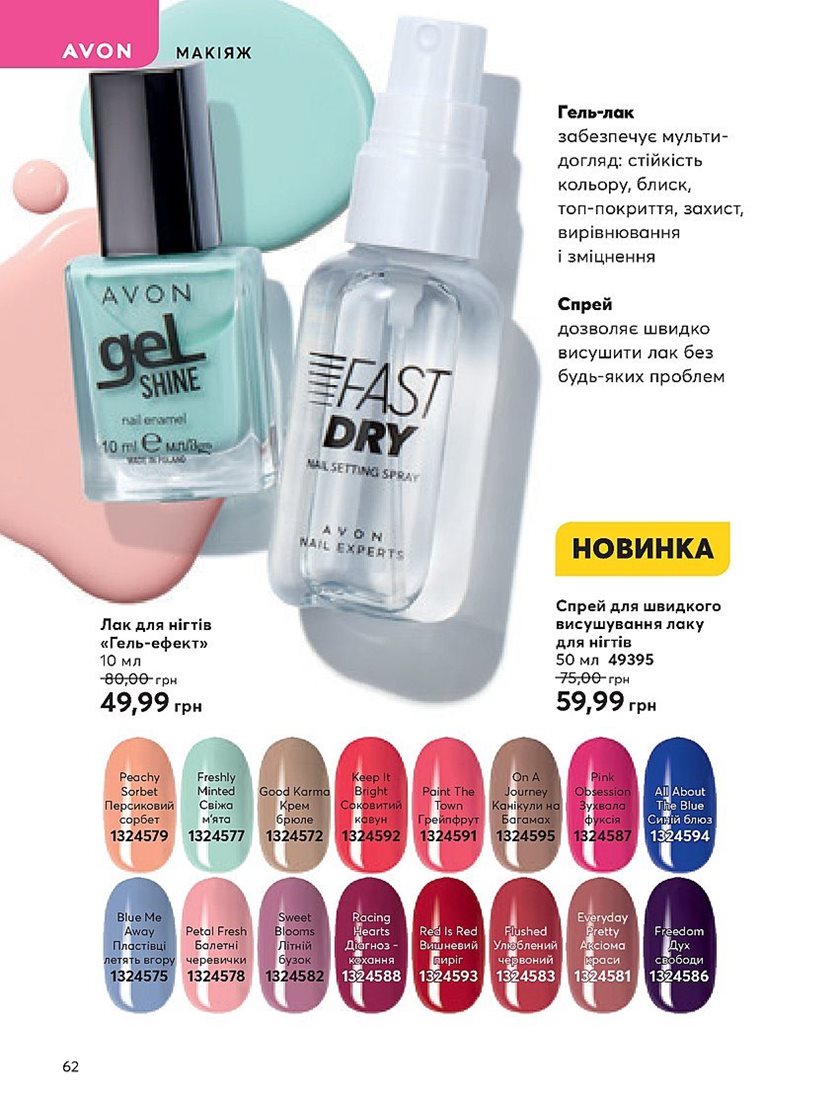 AVON
МАКІЯЖ
Гель-лак
забезпечує мульти-
догляд: стійкість
кольору, блиск,
топ-покриття, захист,
вирівнювання
і зміцнення
Спрей
дозволяє швидко
висушити лак без
будь-яких проблем
AVON
gel
SHINE
nail enamel
10 ml e мл/за
MADE IN POLAND
FAST
DRY
NAIL SETTING SPRAY
AVON
NAIL EXPERTS
НОВИНКА
Лак для нігтів
«Гель-ефект»
10 мл
80,00 грн
49,99 грн
Спрей для швидкого
висушування лаку
для нігтів
50 мл 49395
75,00 грн
59,99 грн
Peachy
Sorbet
Персиковий
сорбет
1324579
Freshly
Minted
Свіжа
м'ята
1324577
Good Karma
Крем
брюле
1324572
Keep It
Bright
Соковитий
кавун
1324592
Paint The
Town
Грейпфрут
1324591
On A
Journey
Канікули на
Багамах
1324595
Pink
Obsession
Зухвала
фуксія
1324587
All About
The Blue
Синій блюз
1324594
Blue Me
Away
Пластівці
летять вгору
1324575
Petal Fresh
Балетні
черевички
1324578
Sweet
Blooms
Літній
бузок
1324582
Racing
Hearts
Діагноз -
кохання
1324588
Red Is Red
Вишневий
пиріг
1324593
Flushed
Улюблений
червоний
1324583
Everyday
Pretty
Аксіома
краси
1324581
Freedom
Дух
свободи
1324586
62